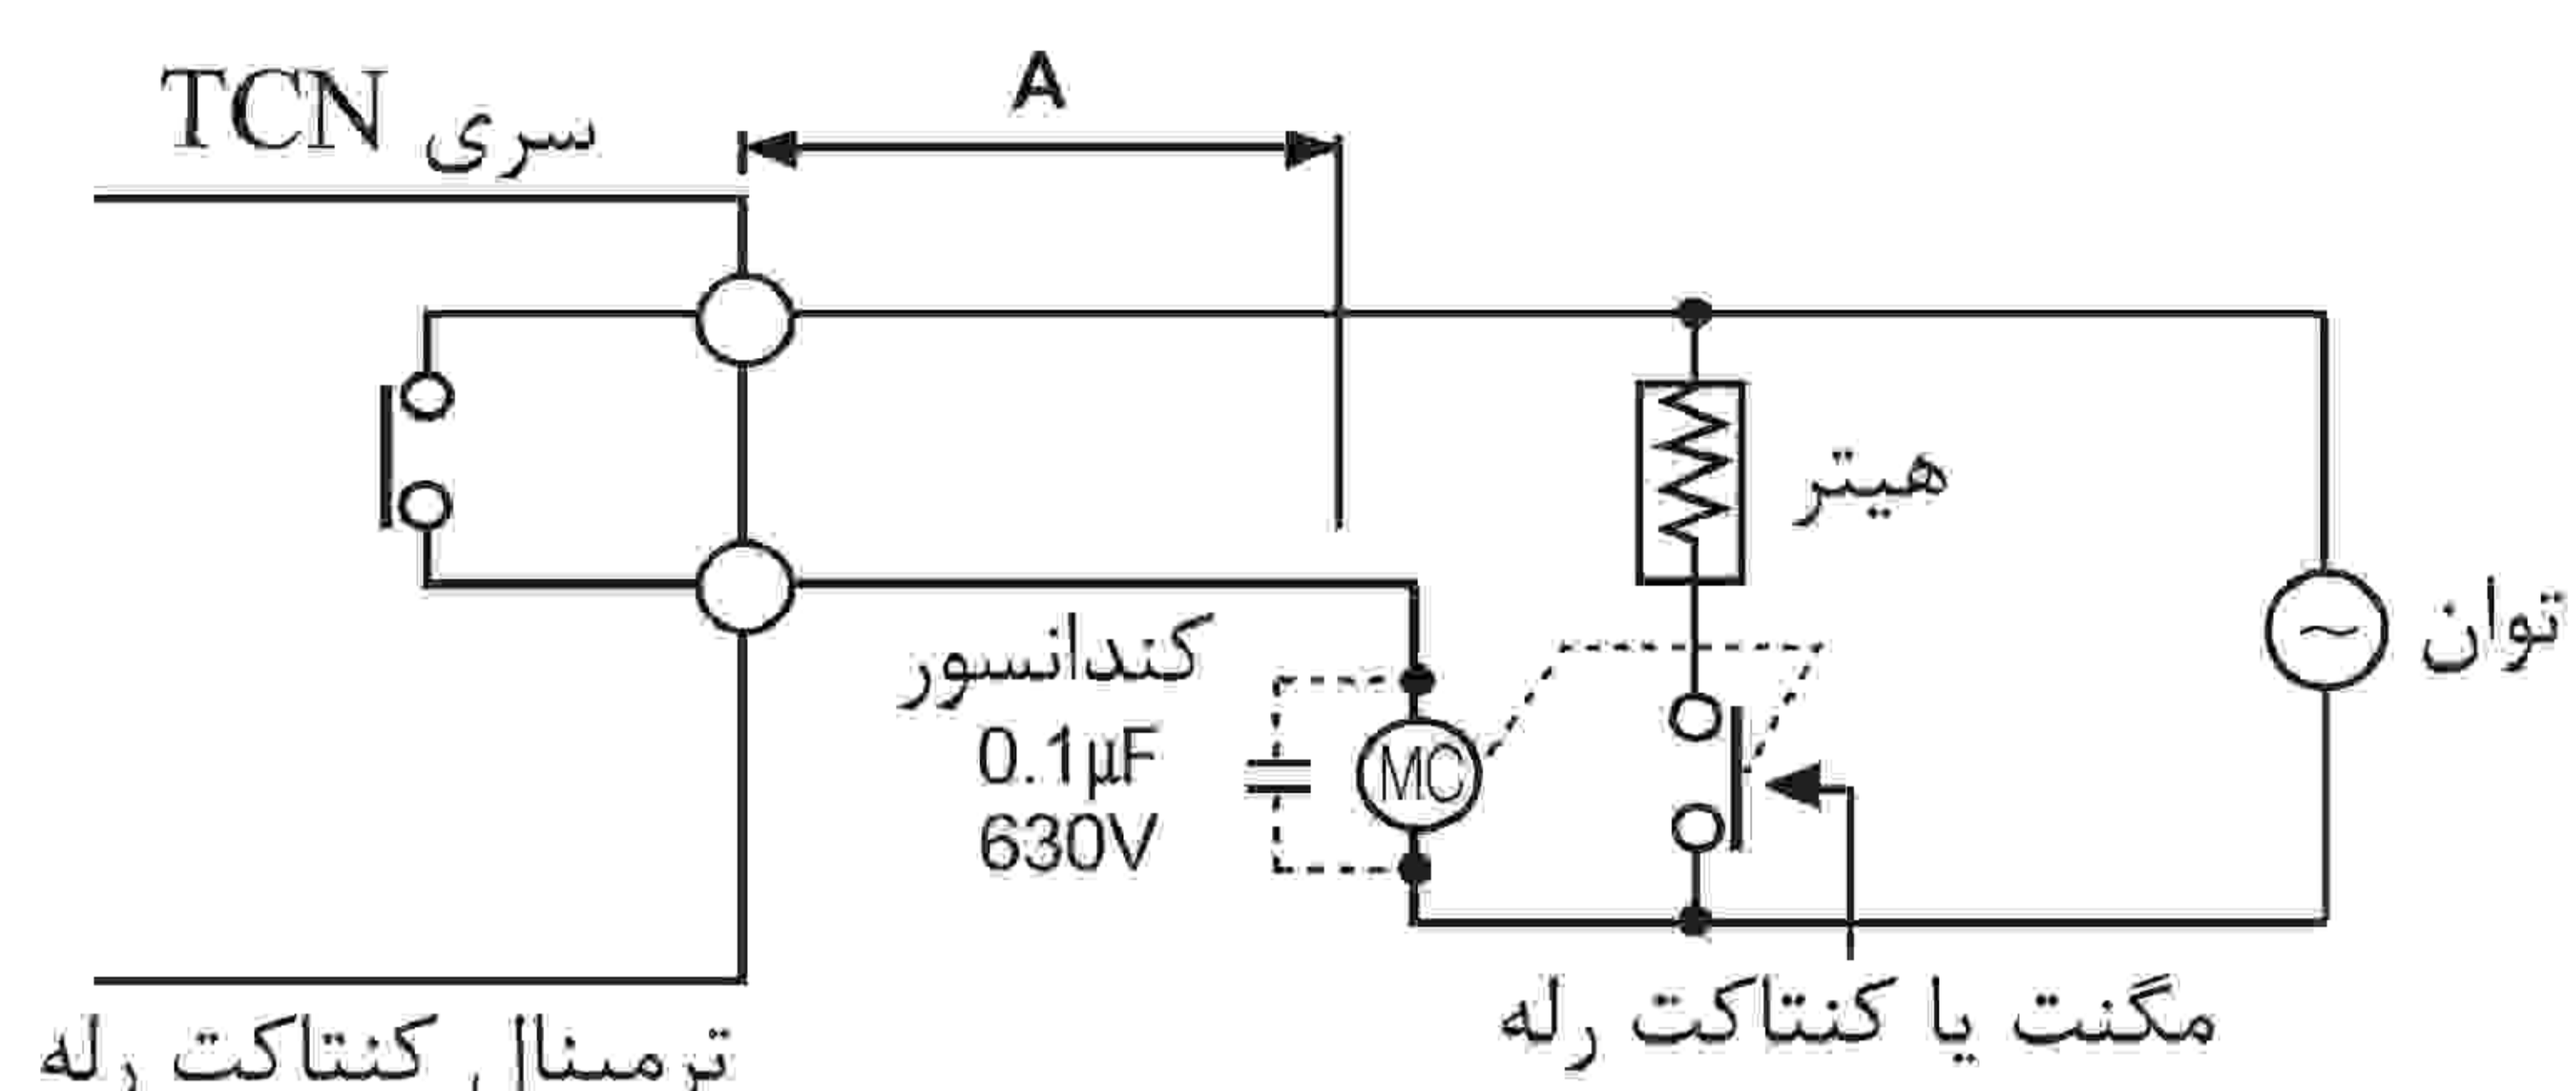 A
سری TCN
هیتر
توان
کندانسور
0.1µF
630V
MC
~
مگنت یا کنتاکت رله
ترمینال کنتاکت رله